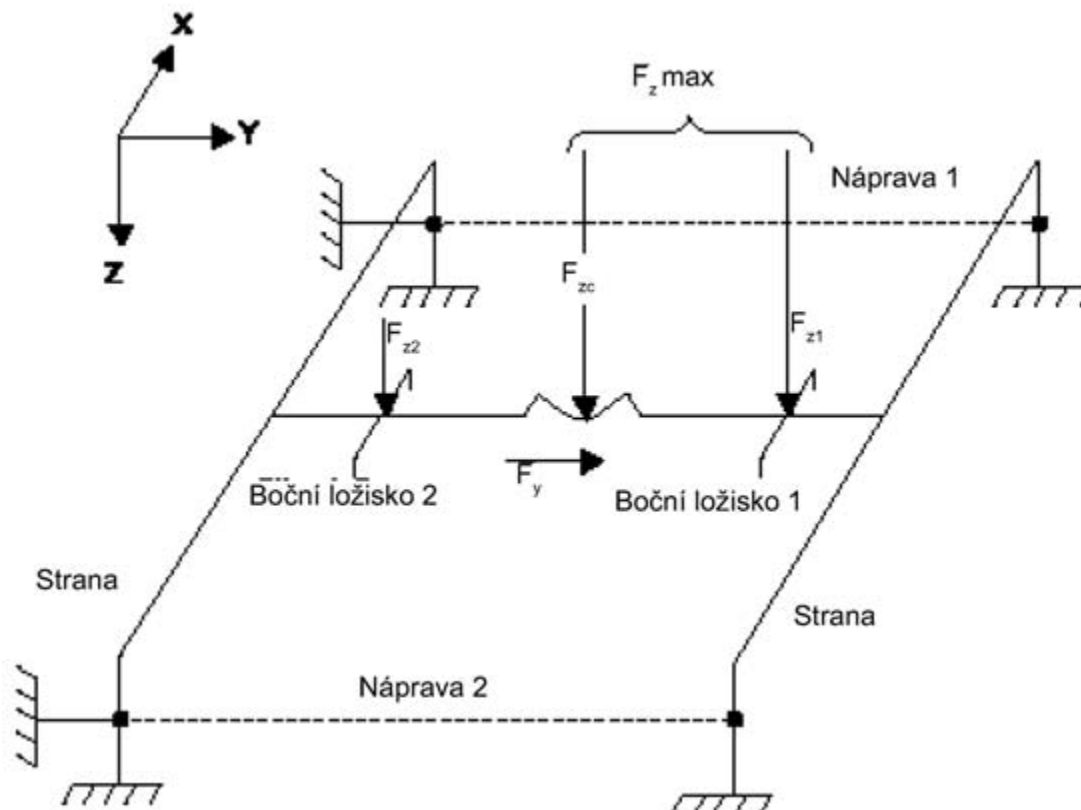 X
Y
Z
F_z max
Náprava 1
F_zc
F_z2
F_z1
F_y
Boční ložisko 2
Boční ložisko 1
Strana
Strana
Náprava 2